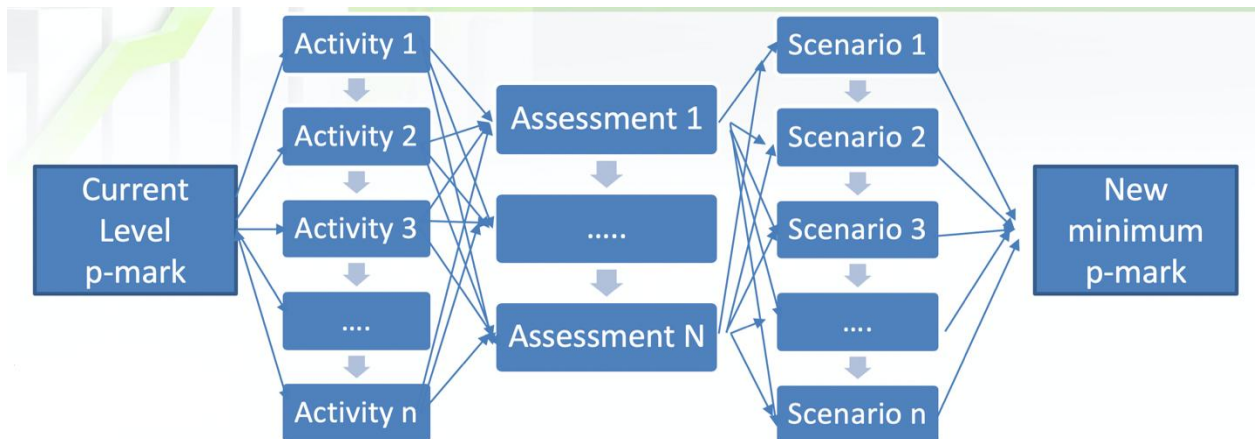 Current
Level
p-mark
Activity 1
Activity 2
Activity 3
....
Activity n
Assessment 1
.....
Assessment N
Scenario 1
Scenario 2
Scenario 3
....
Scenario n
New
minimum
p-mark